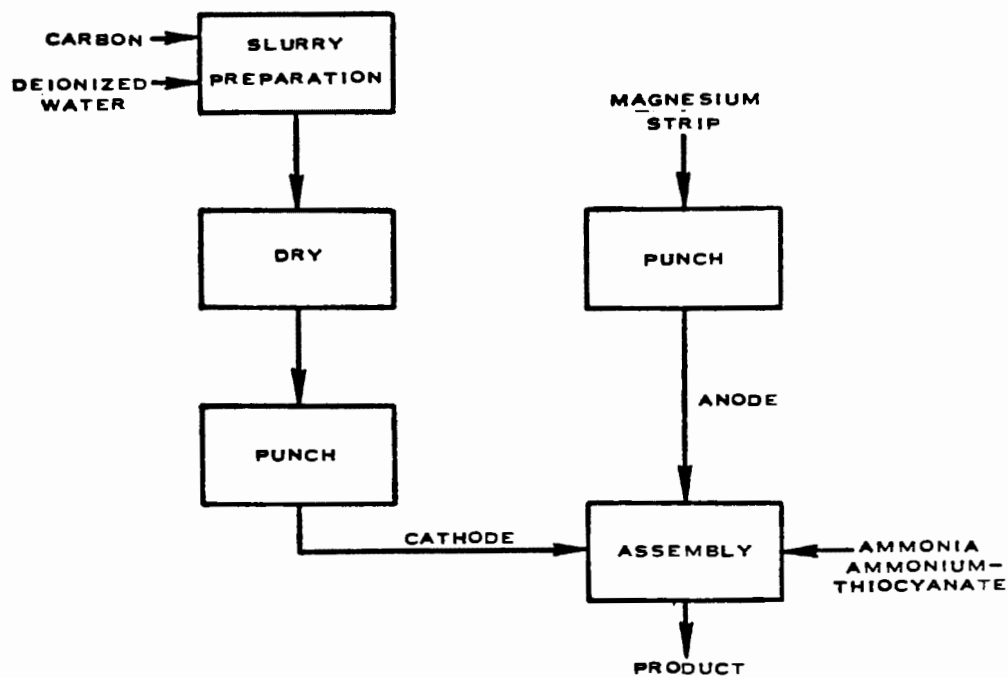 CARBON
DEIONIZED
WATER
SLURRY
PREPARATION
MAGNESIUM
STRIP
DRY
PUNCH
ANODE
PUNCH
CATHODE
ASSEMBLY
AMMONIA
AMMONIUM-
THIOCYANATE
PRODUCT